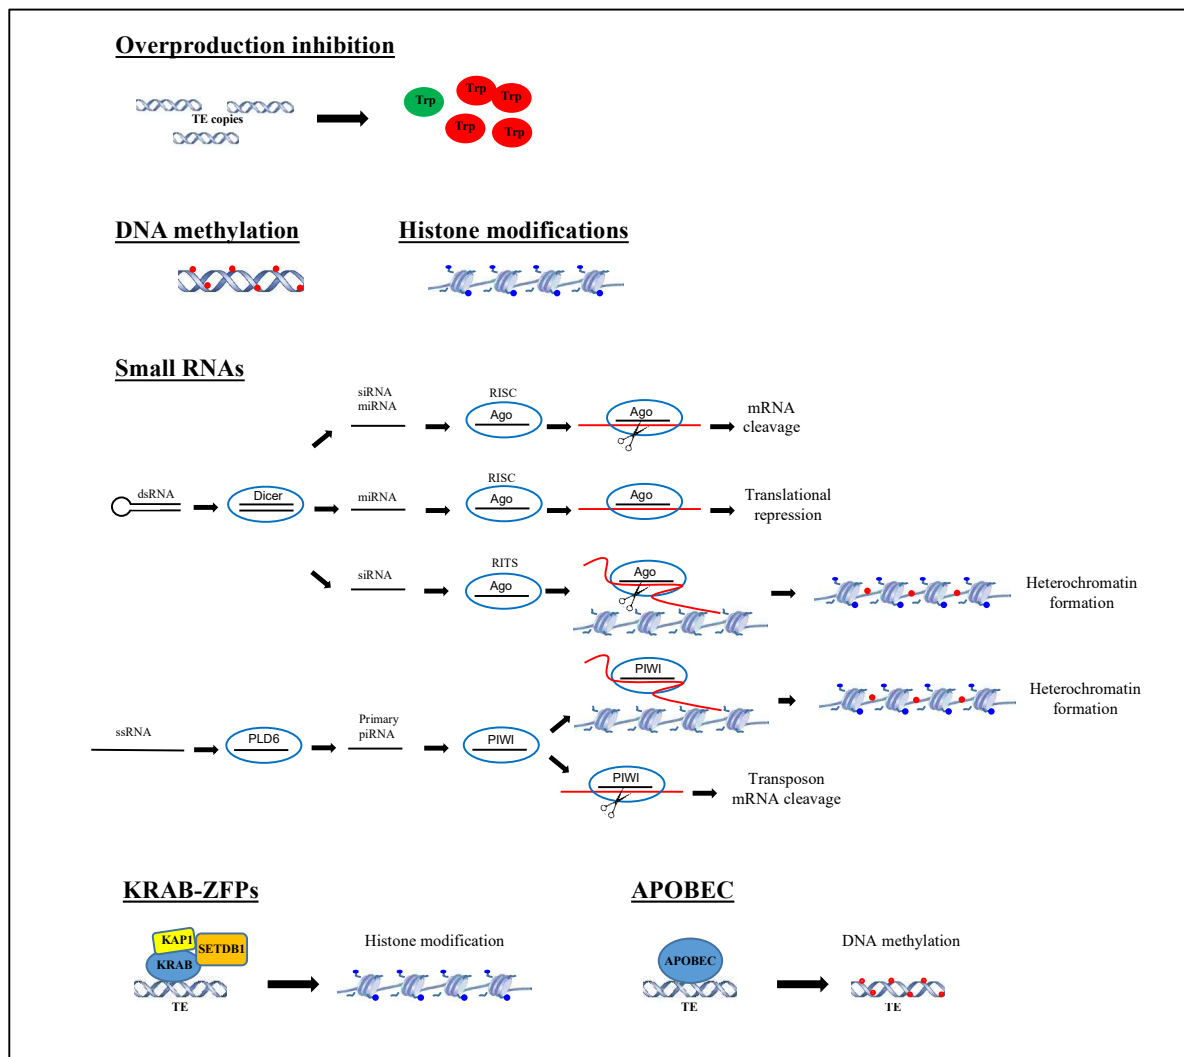 Overproduction inhibition
TE copies
Trp
Trp
Trp
Trp
Trp
DNA methylation
Histone modifications
Small RNAs
siRNA
miRNA
RISC
Ago
Ago
mRNA
cleavage
dsRNA
Dicer
miRNA
RISC
Ago
Ago
Translational
repression
siRNA
RITS
Ago
Ago
Heterochromatin
formation
ssRNA
PLD6
Primary
piRNA
PIWI
PIWI
Heterochromatin
formation
PIWI
Transposon
mRNA cleavage
KRAB-ZFPs
KAP1
SETDB1
KRAB
TE
Histone modification
APOBEC
APOBEC
TE
DNA methylation
TE